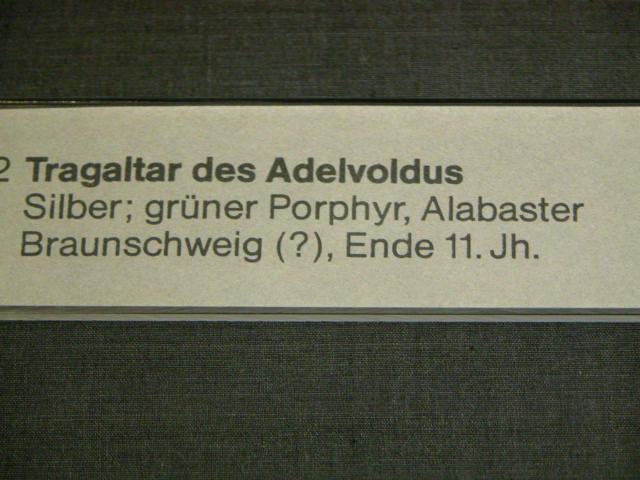 2 Tragaltar des Adelvoldus
Silber; grüner Porphyr, Alabaster
Braunschweig (?), Ende 11. Jh.